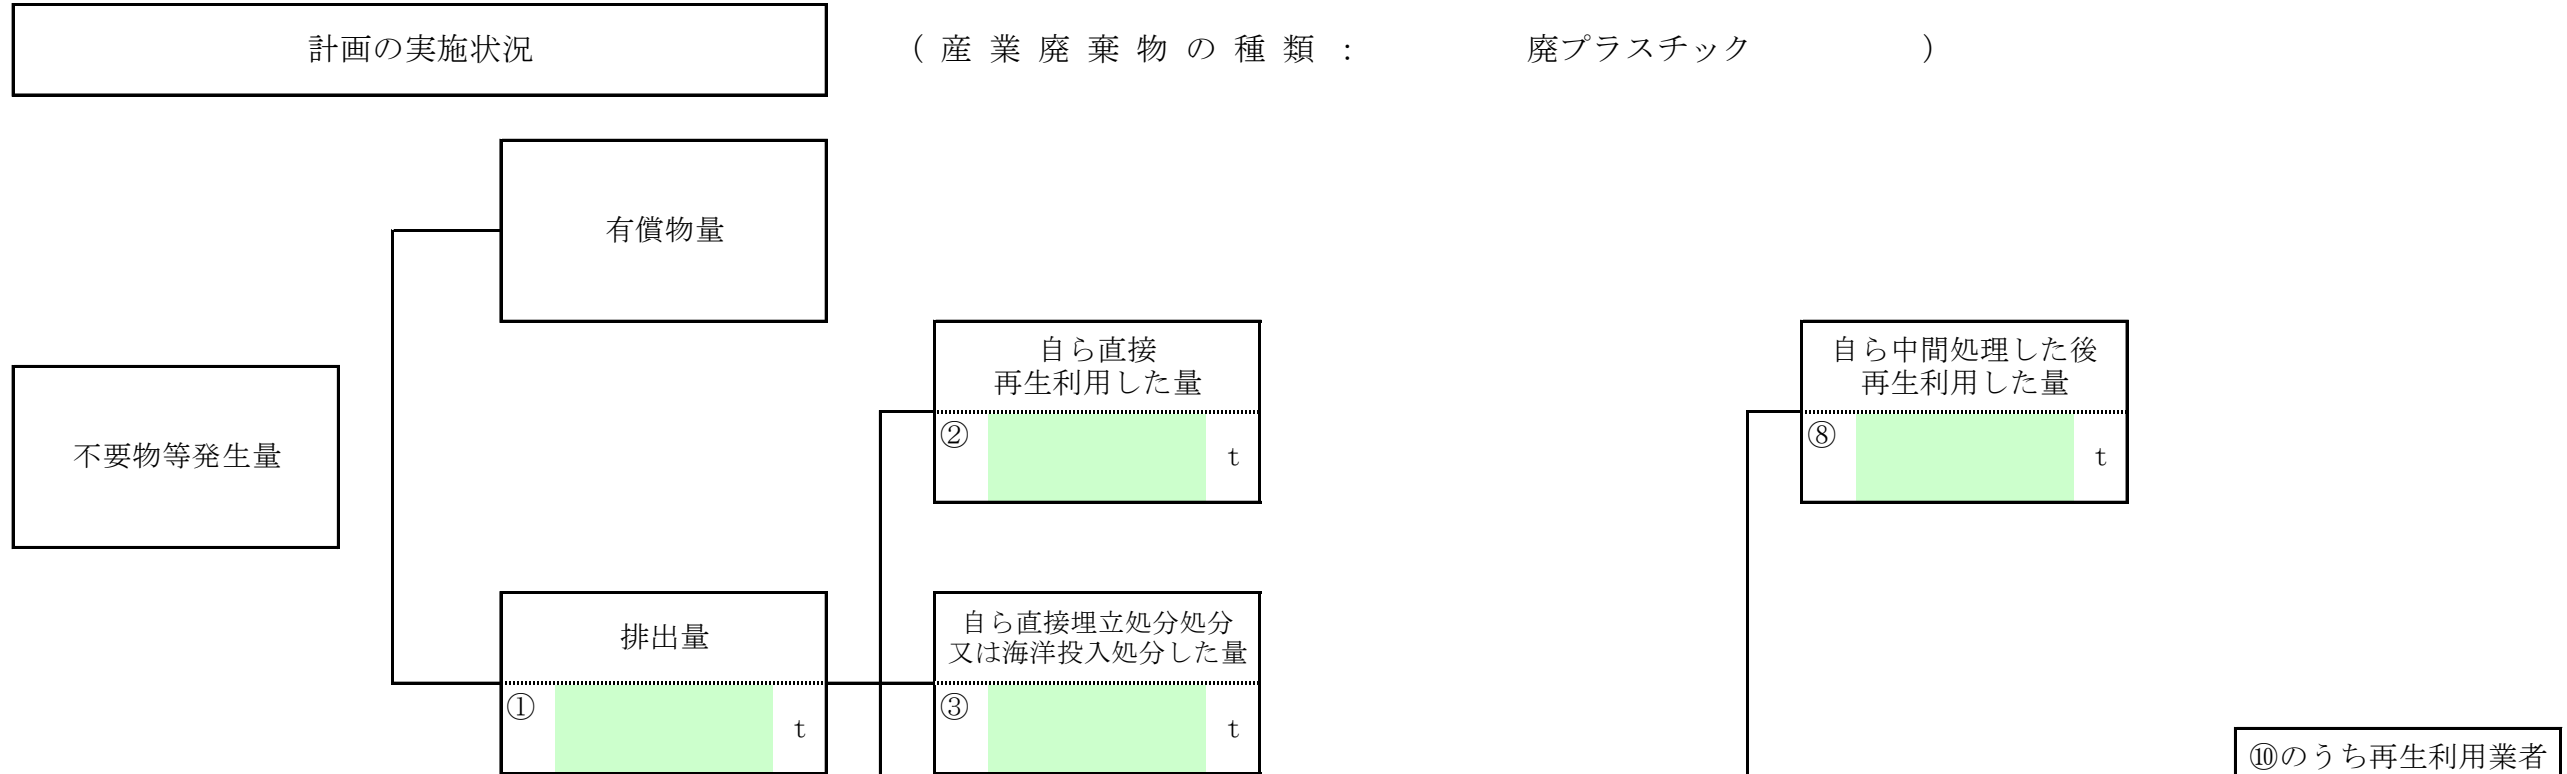 計画の実施状況
(産業廃棄物の種類: 廃プラスチック )
有償物量
自ら直接
再生利用した量
② t
自ら中間処理した後
再生利用した量
⑧ t
不要物等発生量
排出量
① t
自ら直接埋立処分処分
又は海洋投入処分した量
③ t
⑩のうち再生利用業者